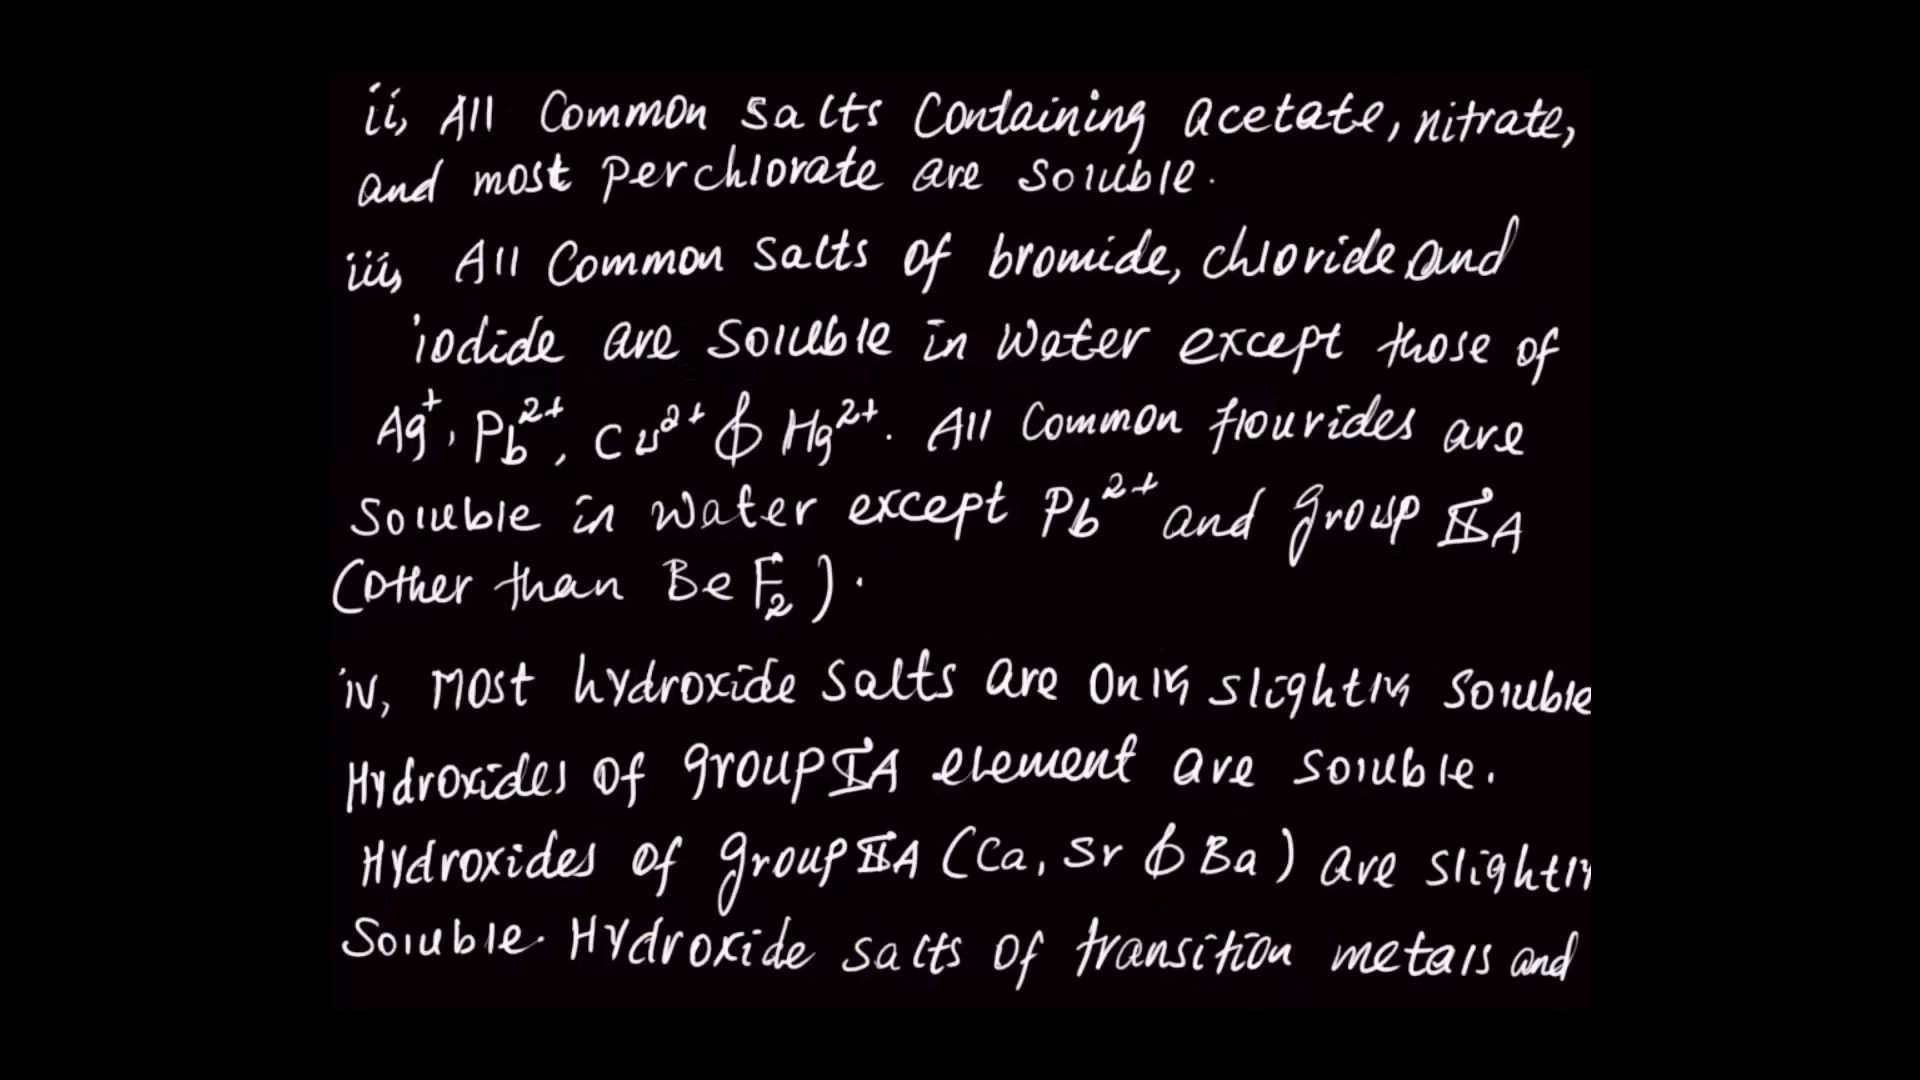 ii, All Common salts Containing acetate, nitrate,
and most perchlorate are soluble.
iii, All Common salts of bromide, chloride and
iodide are soluble in water except those of
Ag⁺, Pb²⁺, Cu²⁺ & Hg²⁺. All Common flourides are
soluble in water except Pb²⁺ and group IIA
(other than BeF₂).
iv, Most hydroxide salts are only slightly soluble
Hydroxides of group IA element are soluble.
Hydroxides of group IIA (Ca, Sr & Ba) are slightly
soluble. Hydroxide salts of transition metals and